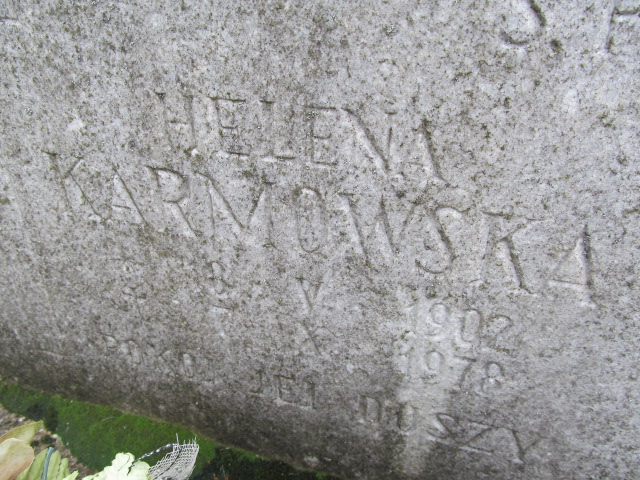 HELENA
KARMOWSKA
8 V 1902
X 1978
POKÓJ JEJ DUSZY